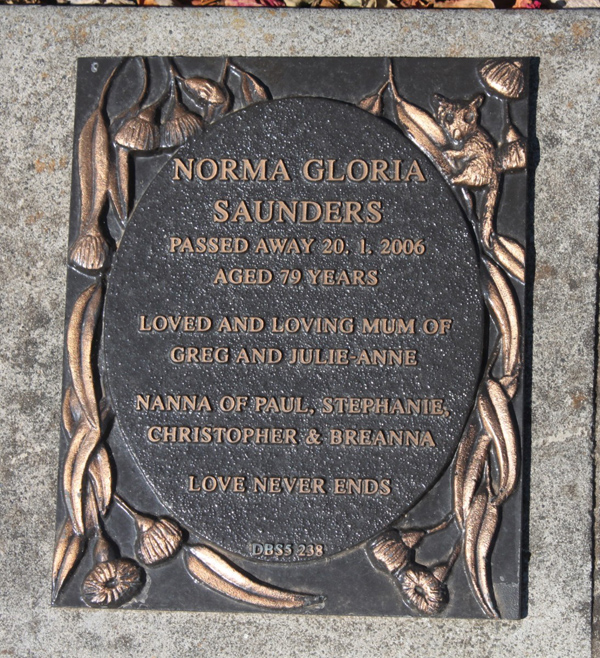 NORMA GLORIA
SAUNDERS
PASSED AWAY 20. 1. 2006
AGED 79 YEARS
LOVED AND LOVING MUM OF
GREG AND JULIE-ANNE
NANNA OF PAUL, STEPHANIE,
CHRISTOPHER & BREANNA
LOVE NEVER ENDS
DBS5 238